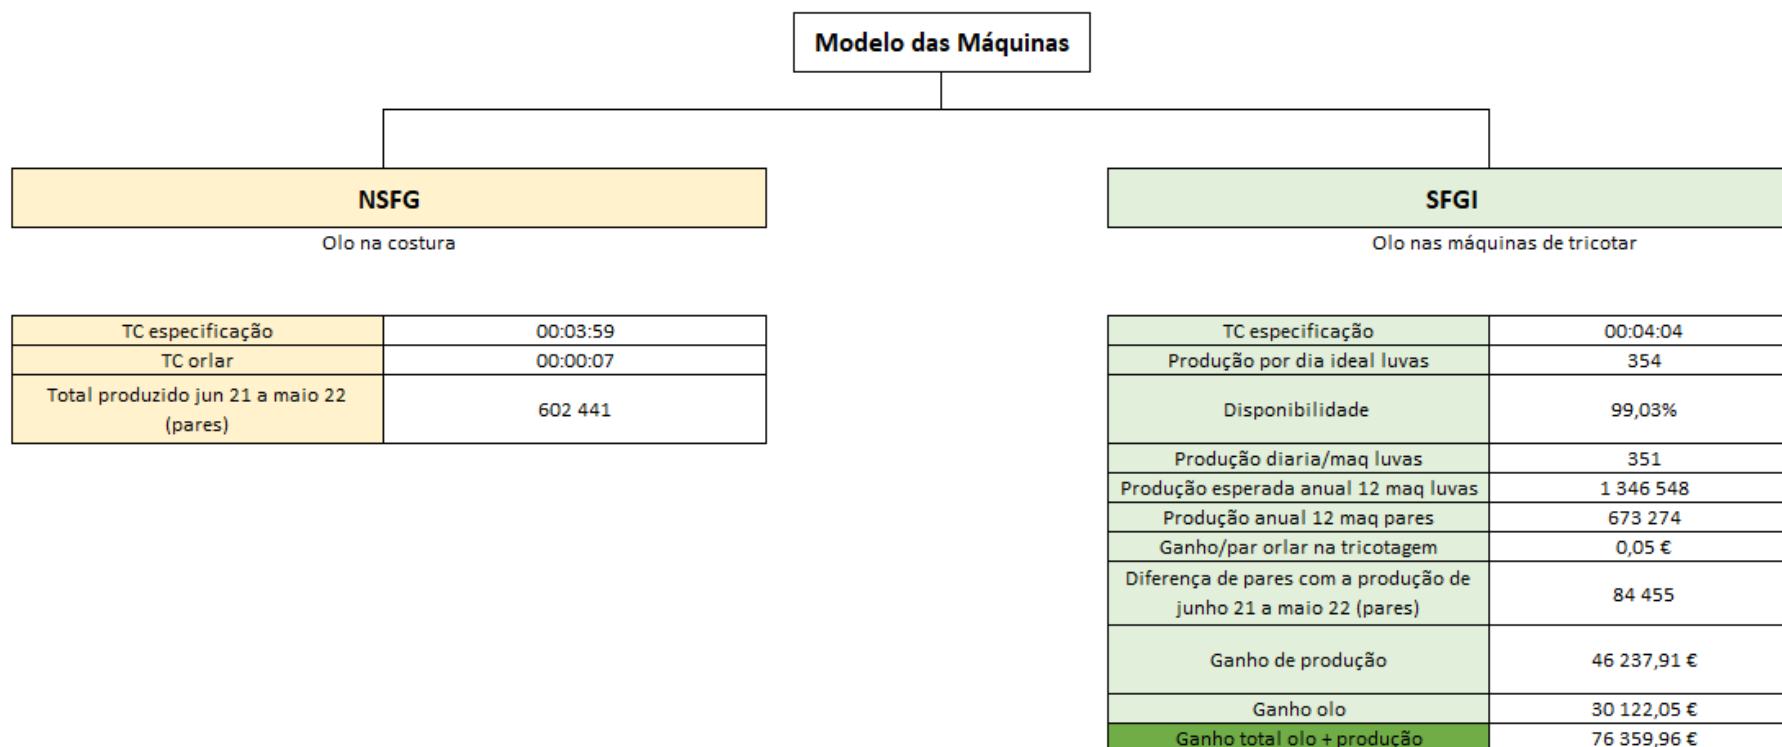 Modelo das Máquinas
NSFG
Olo na costura
TC especificação 00:03:59
TC orlar 00:00:07
Total produzido jun 21 a maio 22
(pares) 602 441
SFGI
Olo nas máquinas de tricotar
TC especificação 00:04:04
Produção por dia ideal luvas 354
Disponibilidade 99,03%
Produção diaria/maq luvas 351
Produção esperada anual 12 maq luvas 1 346 548
Produção anual 12 maq pares 673 274
Ganho/par orlar na tricotagem 0,05 €
Diferença de pares com a produção de
junho 21 a maio 22 (pares) 84 455
Ganho de produção 46 237,91 €
Ganho olo 30 122,05 €
Ganho total olo + produção 76 359,96 €